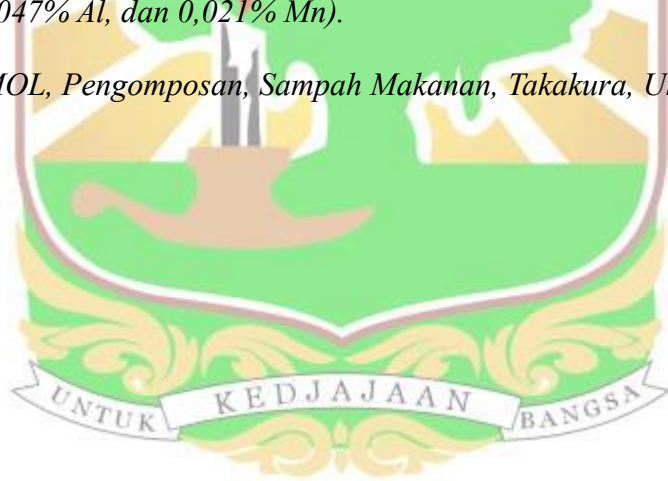 047% Al, dan 0,021% Mn).
MOL, Pengomposan, Sampah Makanan, Takakura,
UNTUK KEDJAJAAN BANGSA